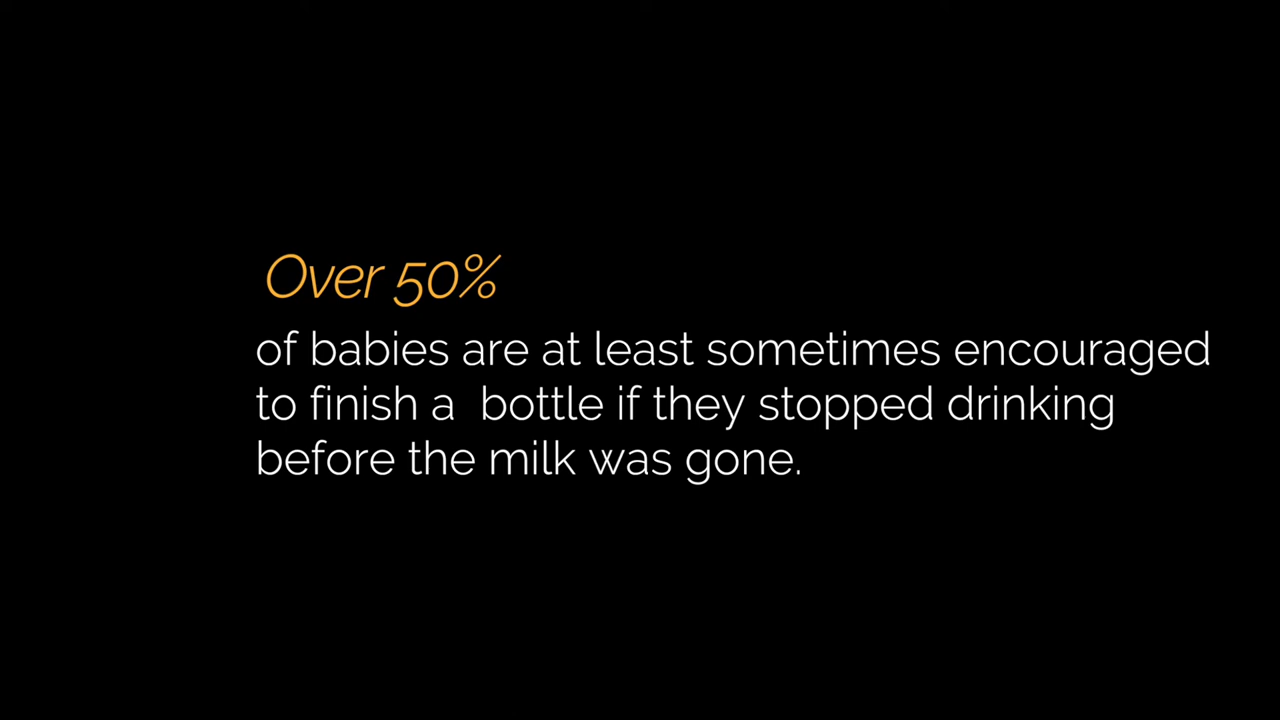 Over 50%
of babies are at least sometimes encouraged
to finish a  bottle if they stopped drinking
before the milk was gone.